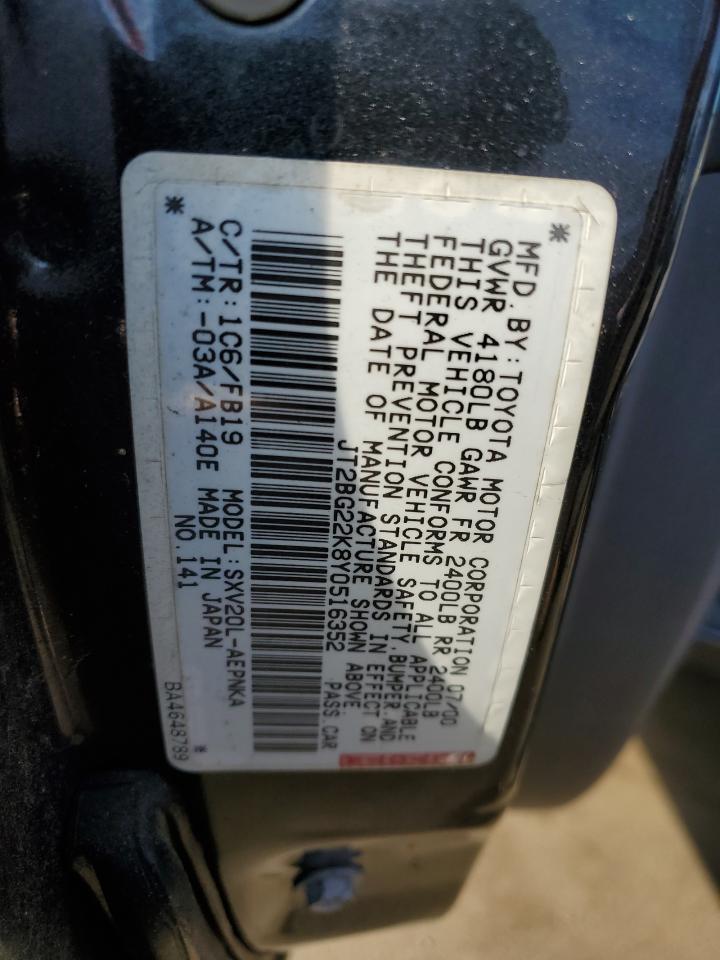 MFD. BY: TOYOTA MOTOR CORPORATION 07/00
GVWR 4180LB GAWR FR 2400LB RR 2400LB
THIS VEHICLE CONFORMS TO ALL APPLICABLE
FEDERAL MOTOR VEHICLE SAFETY, BUMPER, AND
THEFT PREVENTION STANDARDS IN EFFECT ON
THE DATE OF MANUFACTURE SHOWN ABOVE.
JT2BG22K8Y0516352 PASS. CAR
C/TR: 1C6/FB19 MODEL: SXV20L-AEPNKA
A/TM: -03A/A140E MADE IN JAPAN
NO. 141
BA4648789